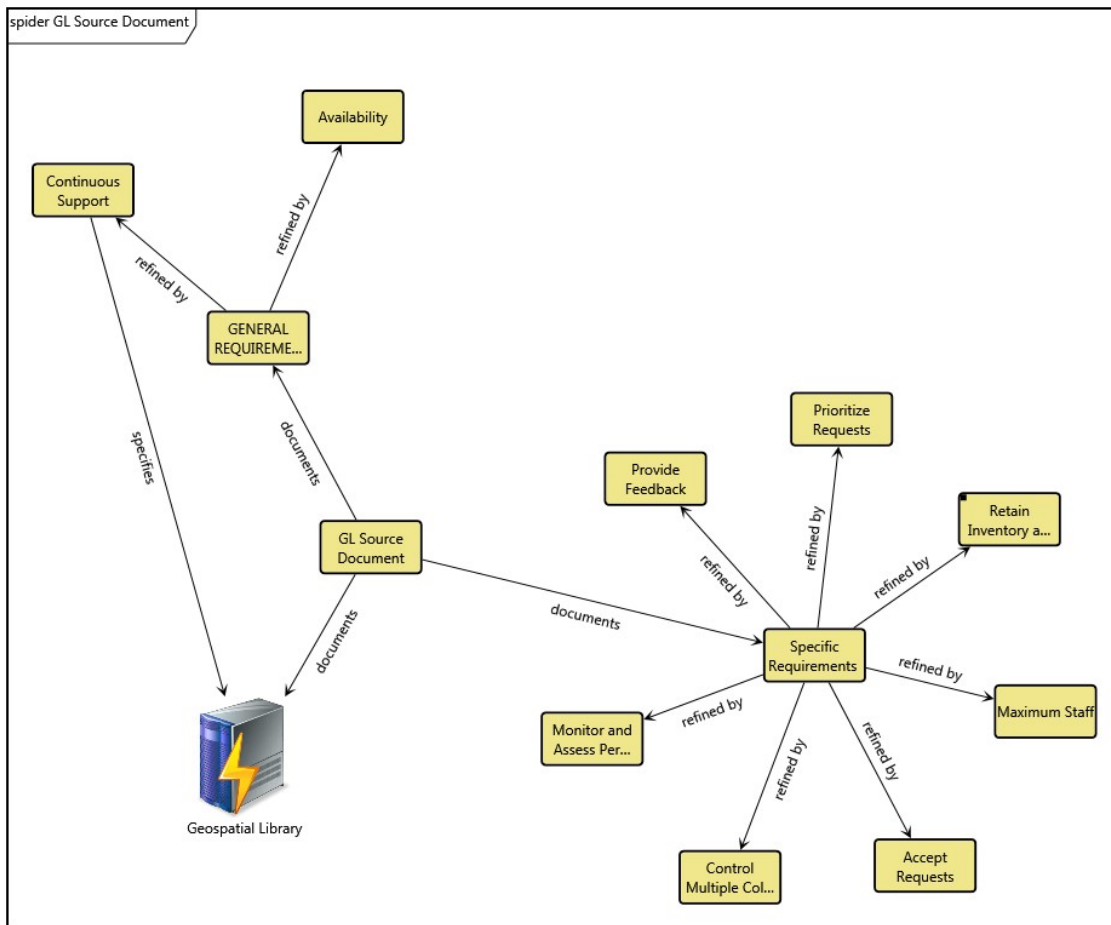 spider GL Source Document
Availability
Continuous
Support
refined by
refined by
GENERAL
REQUIREME...
documents
specifies
GL Source
Document
documents
documents
Geospatial Library
Prioritize
Requests
Provide
Feedback
Retain
Inventory a...
refined by
refined by
refined by
Specific
Requirements
refined by
Maximum Staff
refined by
Monitor and
Assess Per...
refined by
refined by
Control
Multiple Col...
Accept
Requests